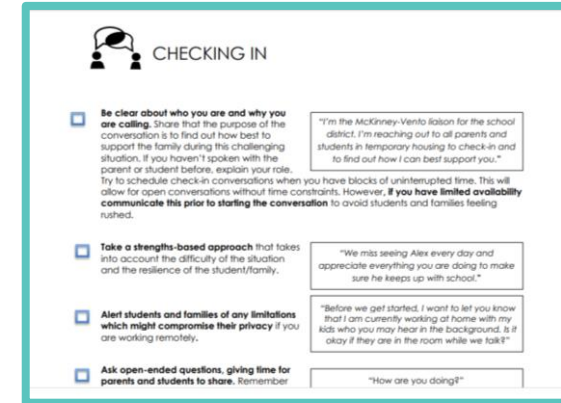 CHECKING IN
Be clear about who you are and why you
are calling. Share that the purpose of the
conversation is to find out how best to
support the family during this challenging
situation. If you haven't spoken with the
parent or student before, explain your role.
"I'm the McKinney-Vento liaison for the school
district. I'm reaching out to all parents and
students in temporary housing to check-in and
to find out how I can best support you."
Try to schedule check-in conversations when you have blocks of uninterrupted time. This will
allow for open conversations without time constraints. However, if you have limited availability
communicate this prior to starting the conversation to avoid students and families feeling
rushed.
Take a strengths-based approach that takes
into account the difficulty of the situation
and the resilience of the student/family.
"We miss seeing Alex every day and
appreciate everything you are doing to make
sure he keeps up with school."
Alert students and families of any limitations
which might compromise their privacy if you
are working remotely.
"Before we get started, I want to let you know
that I am currently working at home with my
kids who you may hear in the background. Is it
okay if they are in the room while we talk?"
Ask open-ended questions, giving time for
parents and students to share. Remember
"How are you doing?"